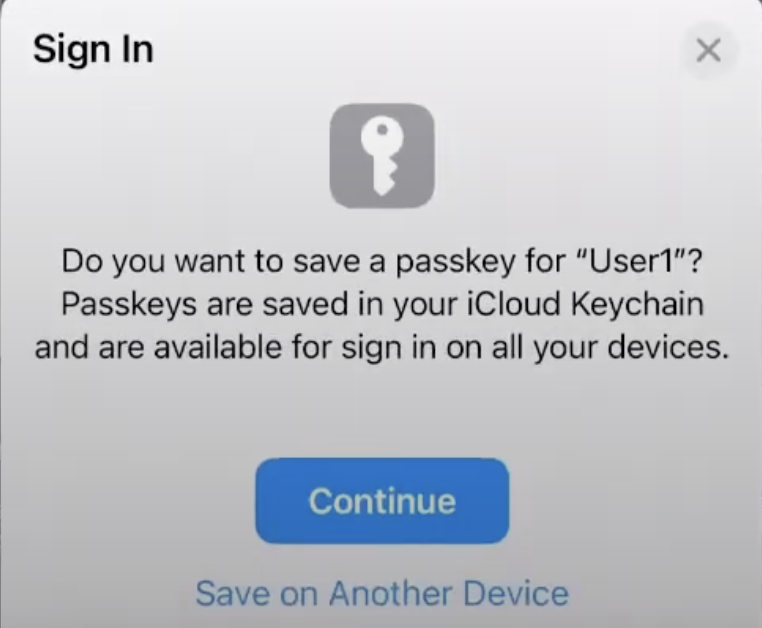 Sign In
Do you want to save a passkey for “User1”?
Passkeys are saved in your iCloud Keychain
and are available for sign in on all your devices.
Continue
Save on Another Device